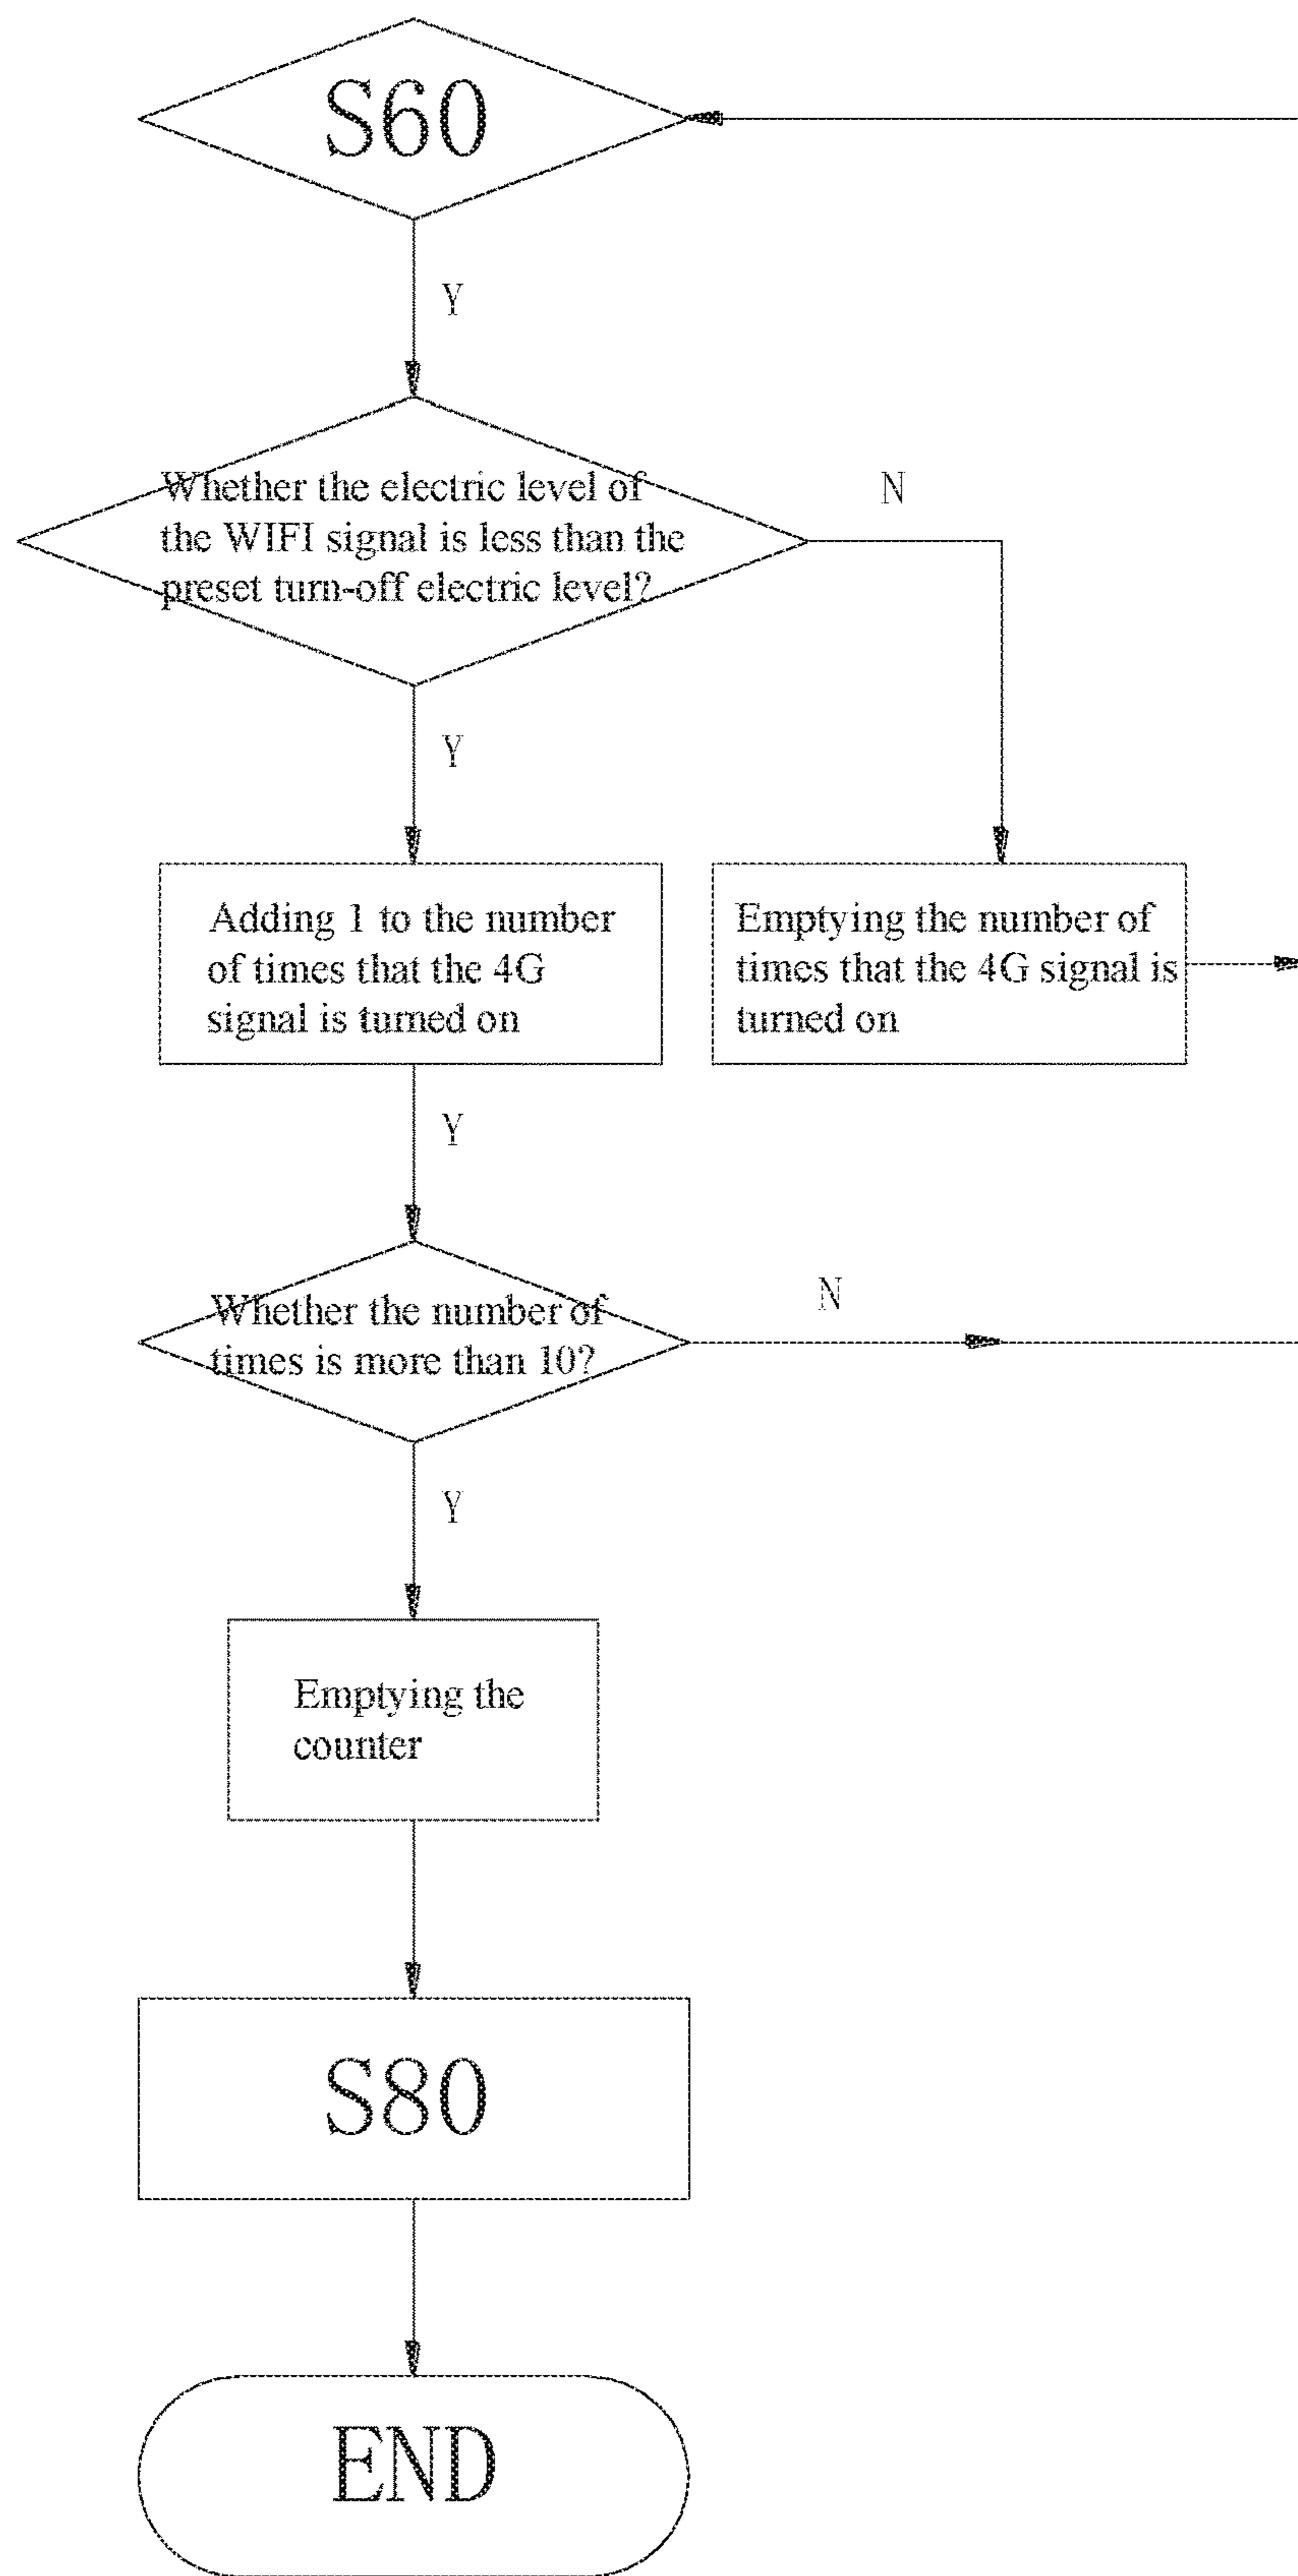 S60
Y
Whether the electric level of
the WIFI signal is less than the
preset turn-off electric level?
N
Y
Adding 1 to the number
of times that the 4G
signal is turned on
Emptying the number of
times that the 4G signal is
turned on
Y
Whether the number of
times is more than 10?
N
Y
Emptying the
counter
S80
END